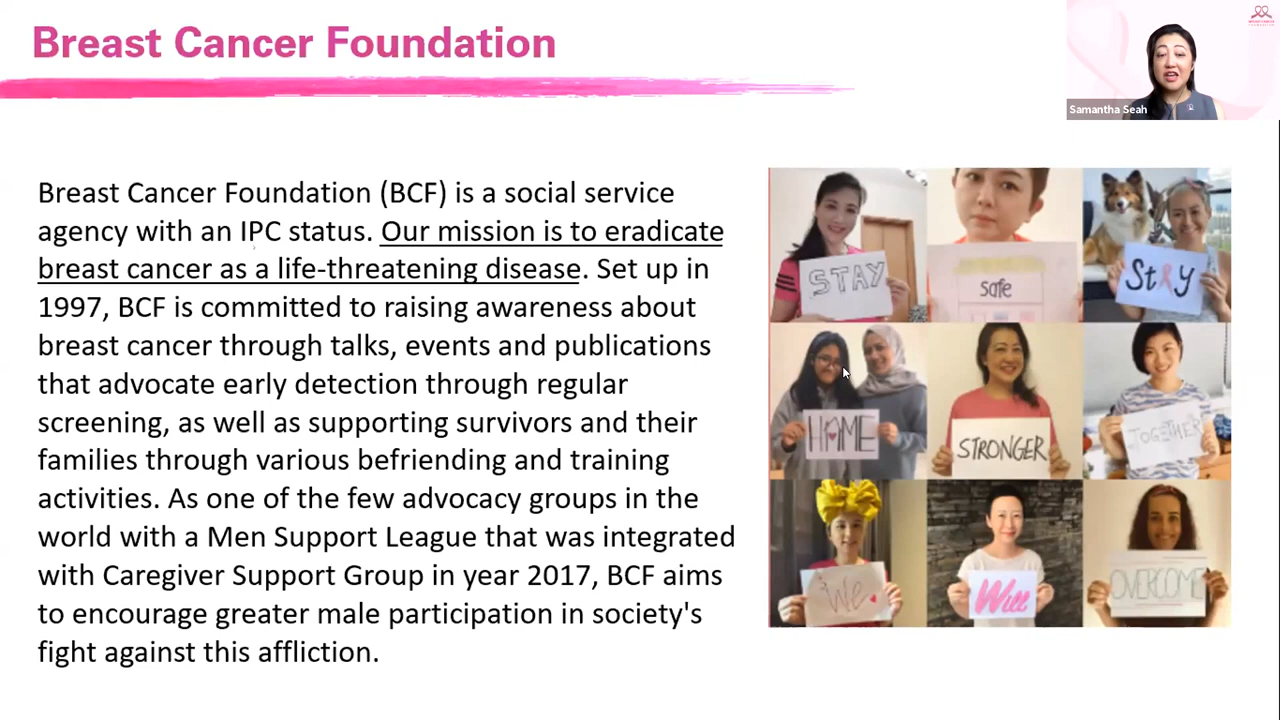 Breast Cancer Foundation
Samantha Seah
Breast Cancer Foundation (BCF) is a social service
agency with an IPC status. Our mission is to eradicate
breast cancer as a life-threatening disease. Set up in
1997, BCF is committed to raising awareness about
breast cancer through talks, events and publications
that advocate early detection through regular
screening, as well as supporting survivors and their
families through various befriending and training
activities. As one of the few advocacy groups in the
world with a Men Support League that was integrated
with Caregiver Support Group in year 2017, BCF aims
to encourage greater male participation in society's
fight against this affliction.
STAY
safe
StAy
HOME
STRONGER
TOGETHER
We
Will
OVERCOME